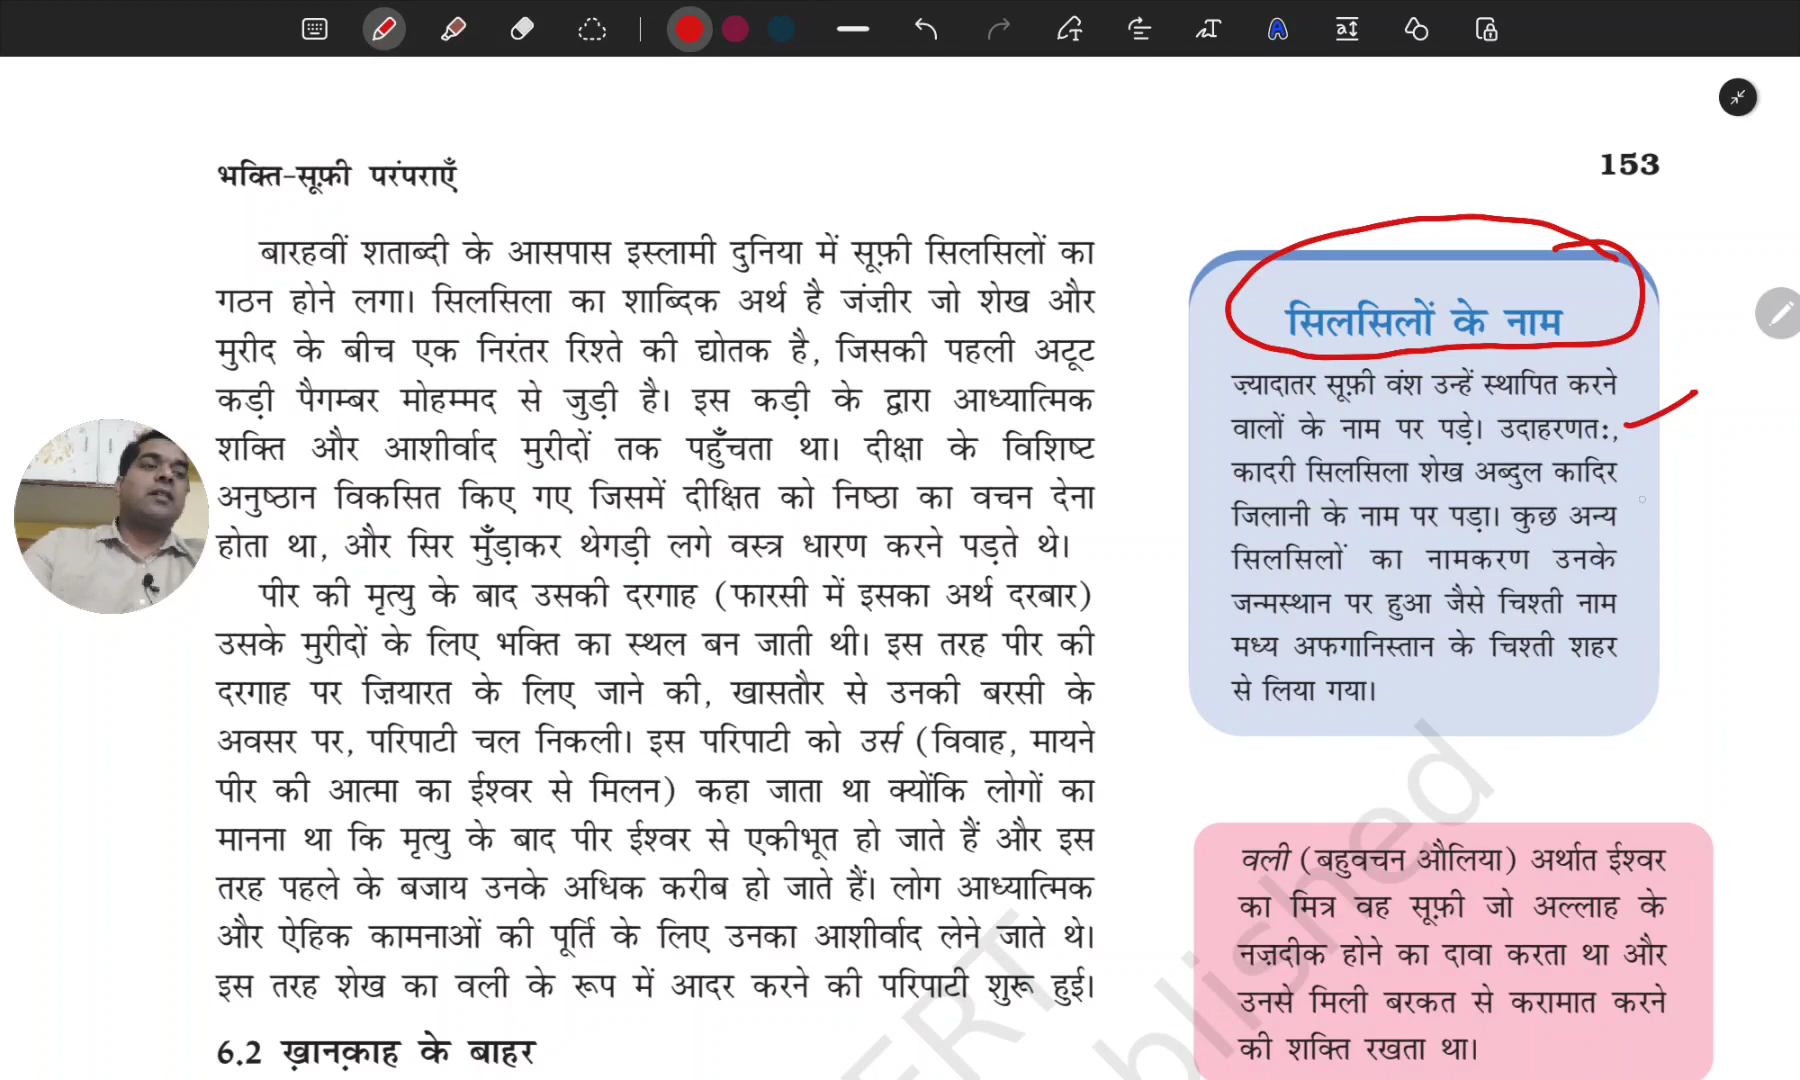 भक्ति-सूफ़ी परंपराएँ
153
बारहवीं शताब्दी के आसपास इस्लामी दुनिया में सूफ़ी सिलसिलों का
गठन होने लगा। सिलसिला का शाब्दिक अर्थ है जंज़ीर जो शेख और
मुरीद के बीच एक निरंतर रिश्ते की द्योतक है, जिसकी पहली अटूट
कड़ी पैगम्बर मोहम्मद से जुड़ी है। इस कड़ी के द्वारा आध्यात्मिक
शक्ति और आशीर्वाद मुरीदों तक पहुँचता था। दीक्षा के विशिष्ट
अनुष्ठान विकसित किए गए जिसमें दीक्षित को निष्ठा का वचन देना
होता था, और सिर मुँड़ाकर थेगड़ी लगे वस्त्र धारण करने पड़ते थे।
पीर की मृत्यु के बाद उसकी दरगाह (फारसी में इसका अर्थ दरबार)
उसके मुरीदों के लिए भक्ति का स्थल बन जाती थी। इस तरह पीर की
दरगाह पर ज़ियारत के लिए जाने की, खासतौर से उनकी बरसी के
अवसर पर, परिपाटी चल निकली। इस परिपाटी को उर्स (विवाह, मायने
पीर की आत्मा का ईश्वर से मिलन) कहा जाता था क्योंकि लोगों का
मानना था कि मृत्यु के बाद पीर ईश्वर से एकीभूत हो जाते हैं और इस
तरह पहले के बजाय उनके अधिक करीब हो जाते हैं। लोग आध्यात्मिक
और ऐहिक कामनाओं की पूर्ति के लिए उनका आशीर्वाद लेने जाते थे।
इस तरह शेख का वली के रूप में आदर करने की परिपाटी शुरू हुई।
6.2 ख़ानक़ाह के बाहर
सिलसिलों के नाम
ज़्यादातर सूफ़ी वंश उन्हें स्थापित करने
वालों के नाम पर पड़े। उदाहरणत:,
कादरी सिलसिला शेख अब्दुल कादिर
जिलानी के नाम पर पड़ा। कुछ अन्य
सिलसिलों का नामकरण उनके
जन्मस्थान पर हुआ जैसे चिश्ती नाम
मध्य अफगानिस्तान के चिश्ती शहर
से लिया गया।
वली (बहुवचन औलिया) अर्थात ईश्वर
का मित्र वह सूफ़ी जो अल्लाह के
नज़दीक होने का दावा करता था और
उनसे मिली बरकत से करामात करने
की शक्ति रखता था।